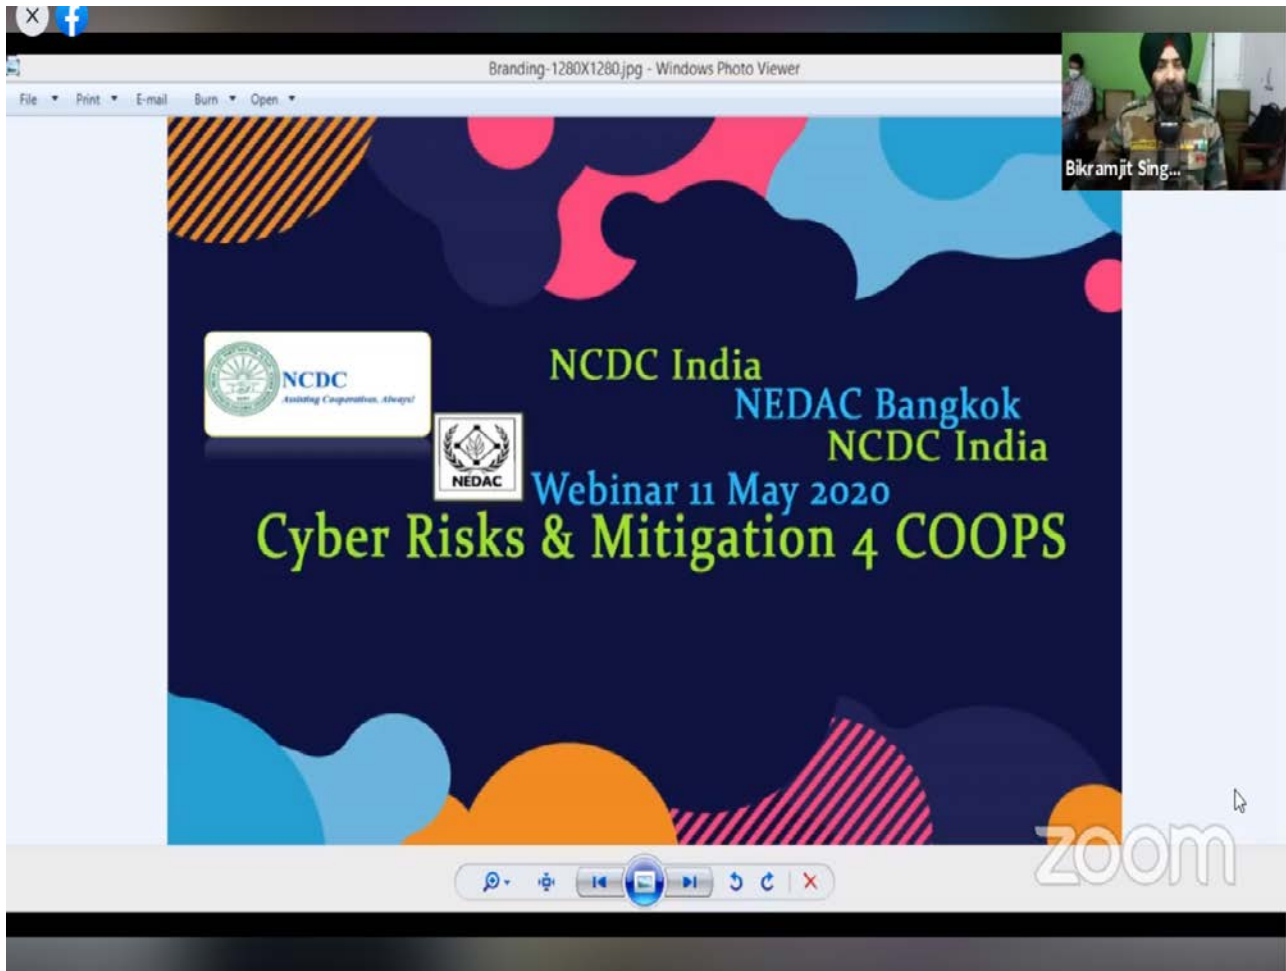 Branding-1280X1280.jpg - Windows Photo Viewer
File Print E-mail Burn Open
Bikramjit Sing...
NCDC
Assisting Cooperatives, Always!
NEDAC
NCDC India
NEDAC Bangkok
NCDC India
Webinar 11 May 2020
Cyber Risks & Mitigation 4 COOPS
zoom